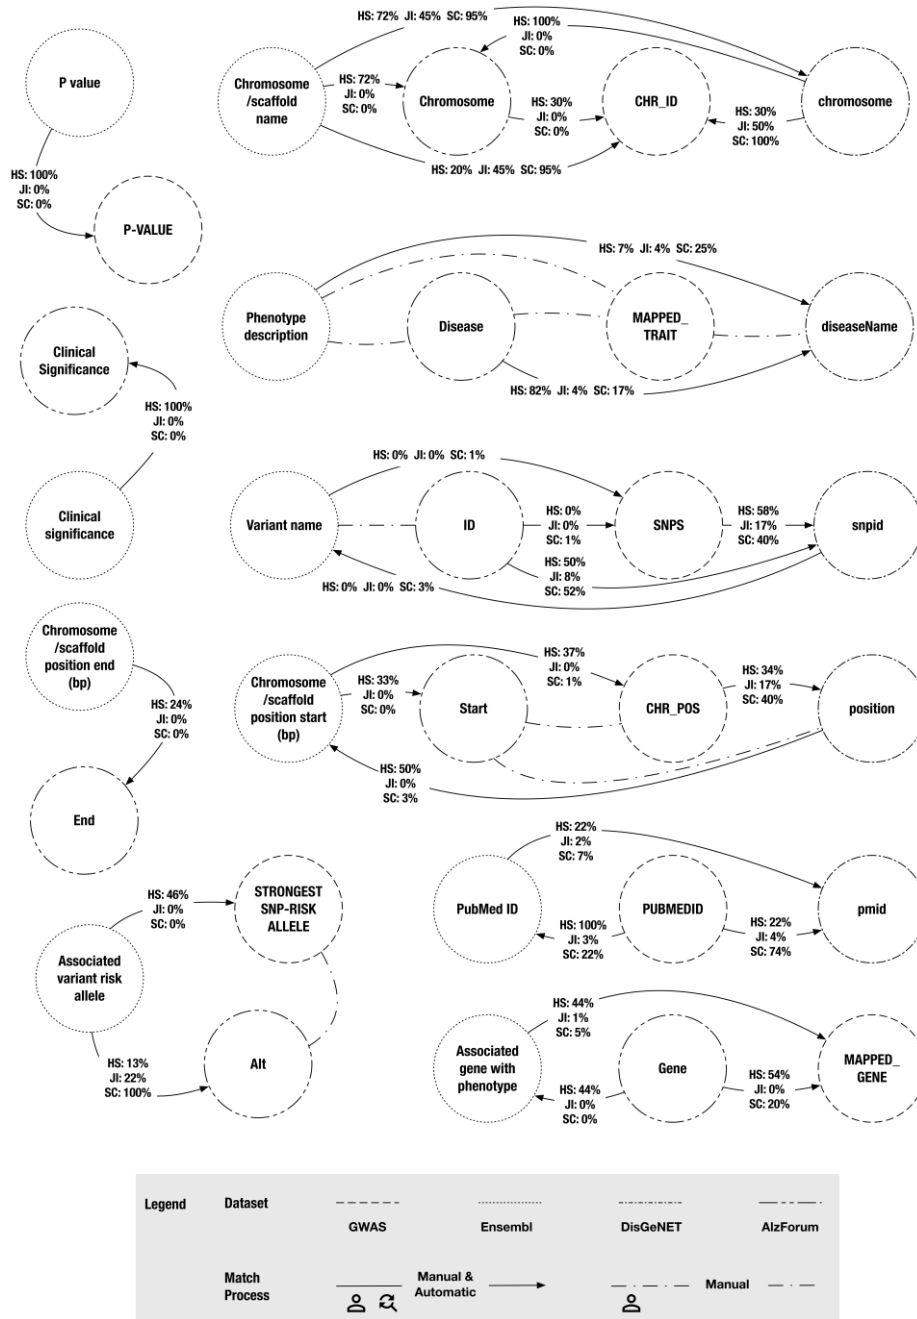 HS: 72% JI: 45% SC: 95%
HS: 100%
JI: 0%
SC: 0%
P value
Chromosome
/scaffold
name
HS: 72%
JI: 0%
SC: 0%
Chromosome
HS: 30%
JI: 0%
SC: 0%
CHR_ID
HS: 30%
JI: 50%
SC: 100%
chromosome
HS: 20% JI: 45% SC: 95%
HS: 100%
JI: 0%
SC: 0%
P-VALUE
HS: 7% JI: 4% SC: 25%
Phenotype
description
Disease
MAPPED_
TRAIT
diseaseName
HS: 82% JI: 4% SC: 17%
Clinical
Significance
HS: 100%
JI: 0%
SC: 0%
Clinical
significance
HS: 0% JI: 0% SC: 1%
Variant name
ID
HS: 0%
JI: 0%
SC: 1%
SNPS
HS: 58%
JI: 17%
SC: 40%
snpid
HS: 50%
JI: 8%
SC: 52%
HS: 0% JI: 0% SC: 3%
Chromosome
/scaffold
position end
(bp)
HS: 24%
JI: 0%
SC: 0%
End
HS: 37%
JI: 0%
SC: 1%
Chromosome
/scaffold
position start
(bp)
HS: 33%
JI: 0%
SC: 0%
Start
CHR_POS
HS: 34%
JI: 17%
SC: 40%
position
HS: 50%
JI: 0%
SC: 3%
HS: 46%
JI: 0%
SC: 0%
STRONGEST
SNP-RISK
ALLELE
Associated
variant risk
allele
HS: 13%
JI: 22%
SC: 100%
Alt
HS: 22%
JI: 2%
SC: 7%
PubMed ID
HS: 100%
JI: 3%
SC: 22%
PUBMEDID
HS: 22%
JI: 4%
SC: 74%
pmid
HS: 44%
JI: 1%
SC: 5%
Associated
gene with
phenotype
HS: 44%
JI: 0%
SC: 0%
Gene
HS: 54%
JI: 0%
SC: 20%
MAPPED_
GENE
Legend
Dataset
GWAS
Ensembl
DisGeNET
AlzForum
Match
Process
Manual &
Automatic
Manual